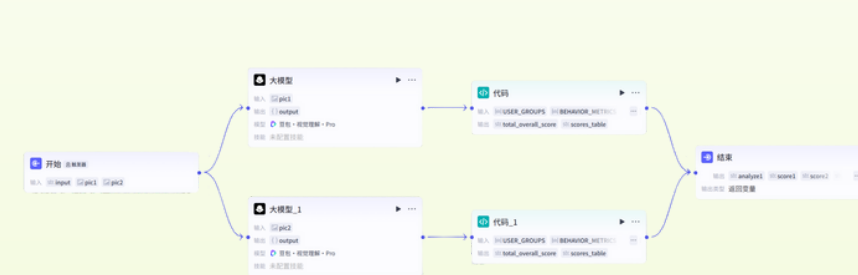 大模型
输入 pic1
输出 output
模型 豆包·视觉理解·Pro
技能 未配置技能
代码
输入 USER_GROUPS BEHAVIOR_METRIC
输出 total_overall_score scores_table
开始
输入 input pic1 pic2
结束
输出 analyze1 score1 score2
输出类型 返回变量
大模型_1
输入 pic2
输出 output
模型 豆包·视觉理解·Pro
技能 未配置技能
代码_1
输入 USER_GROUPS BEHAVIOR_METRIC
输出 total_overall_score scores_table